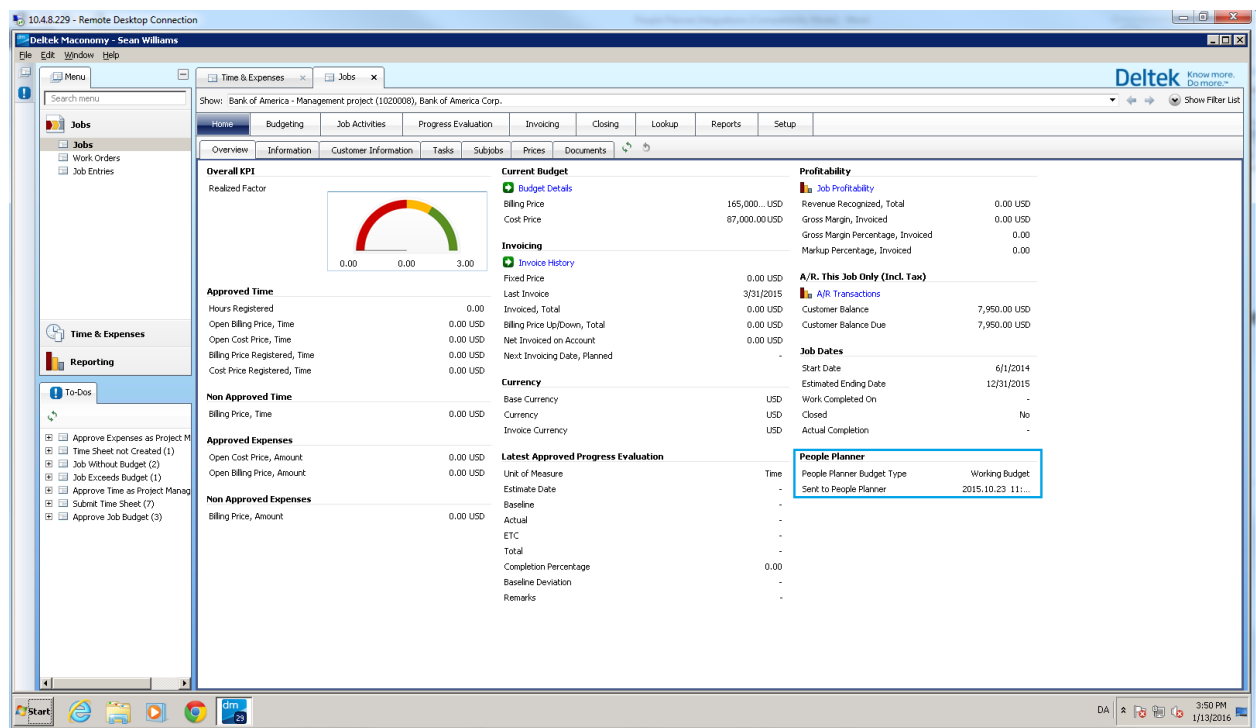 10.4.8.229 - Remote Desktop Connection
Deltek Maconomy - Sean Williams
File Edit Window Help
Menu
Search menu
Jobs
Jobs
Work Orders
Job Entries
Time & Expenses
Reporting
To-Dos
Approve Expenses as Project M
Time Sheet not Created (1)
Job Without Budget (2)
Job Exceeds Budget (1)
Approve Time as Project Manag
Submit Time Sheet (7)
Approve Job Budget (3)
Time & Expenses Jobs
Deltek Know more. Do more.™
Show: Bank of America - Management project (1020008), Bank of America Corp. Show Filter List
Home Budgeting Job Activities Progress Evaluation Invoicing Closing Lookup Reports Setup
Overview Information Customer Information Tasks Subjobs Prices Documents
Overall KPI
Realized Factor
0.00 0.00 3.00
Approved Time
Hours Registered 0.00
Open Billing Price, Time 0.00 USD
Open Cost Price, Time 0.00 USD
Billing Price Registered, Time 0.00 USD
Cost Price Registered, Time 0.00 USD
Non Approved Time
Billing Price, Time 0.00 USD
Approved Expenses
Open Cost Price, Amount 0.00 USD
Open Billing Price, Amount 0.00 USD
Non Approved Expenses
Billing Price, Amount 0.00 USD
Current Budget
Budget Details
Billing Price 165,000... USD
Cost Price 87,000.00 USD
Invoicing
Invoice History
Fixed Price 0.00 USD
Last Invoice 3/31/2015
Invoiced, Total 0.00 USD
Billing Price Up/Down, Total 0.00 USD
Net Invoiced on Account 0.00 USD
Next Invoicing Date, Planned -
Currency
Base Currency USD
Currency USD
Invoice Currency USD
Latest Approved Progress Evaluation
Unit of Measure Time
Estimate Date -
Baseline -
Actual -
ETC -
Total -
Completion Percentage 0.00
Baseline Deviation -
Remarks -
Profitability
Job Profitability
Revenue Recognized, Total 0.00 USD
Gross Margin, Invoiced 0.00 USD
Gross Margin Percentage, Invoiced 0.00
Markup Percentage, Invoiced 0.00
A/R. This Job Only (Incl. Tax)
A/R Transactions
Customer Balance 7,950.00 USD
Customer Balance Due 7,950.00 USD
Job Dates
Start Date 6/1/2014
Estimated Ending Date 12/31/2015
Work Completed On -
Closed No
Actual Completion -
People Planner
People Planner Budget Type Working Budget
Sent to People Planner 2015.10.23 11:...
Start
dm
29
DA
3:50 PM
1/13/2016